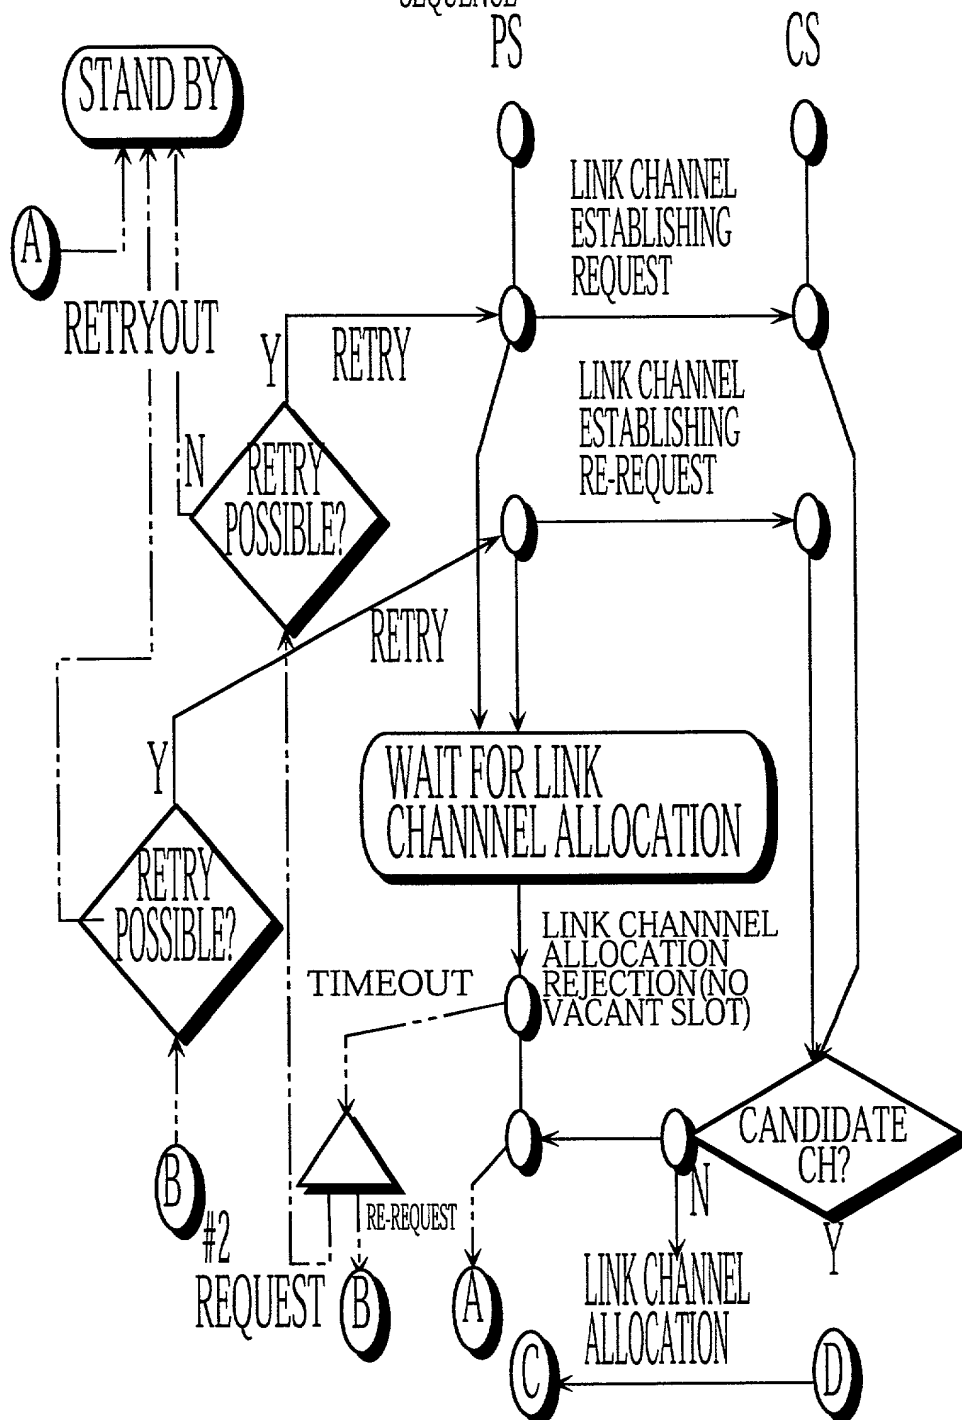 SEQUENCE
PS
CS
STAND BY
LINK CHANNEL
ESTABLISHING
REQUEST
A
RETRYOUT
Y
RETRY
LINK CHANNEL
ESTABLISHING
RE-REQUEST
N
RETRY
POSSIBLE?
RETRY
Y
WAIT FOR LINK
CHANNNEL ALLOCATION
RETRY
POSSIBLE?
LINK CHANNNEL
ALLOCATION
REJECTION(NO
VACANT SLOT)
TIMEOUT
CANDIDATE
CH?
B
N
#2
REQUEST
RE-REQUEST
Y
B
A
LINK CHANNEL
ALLOCATION
C
D